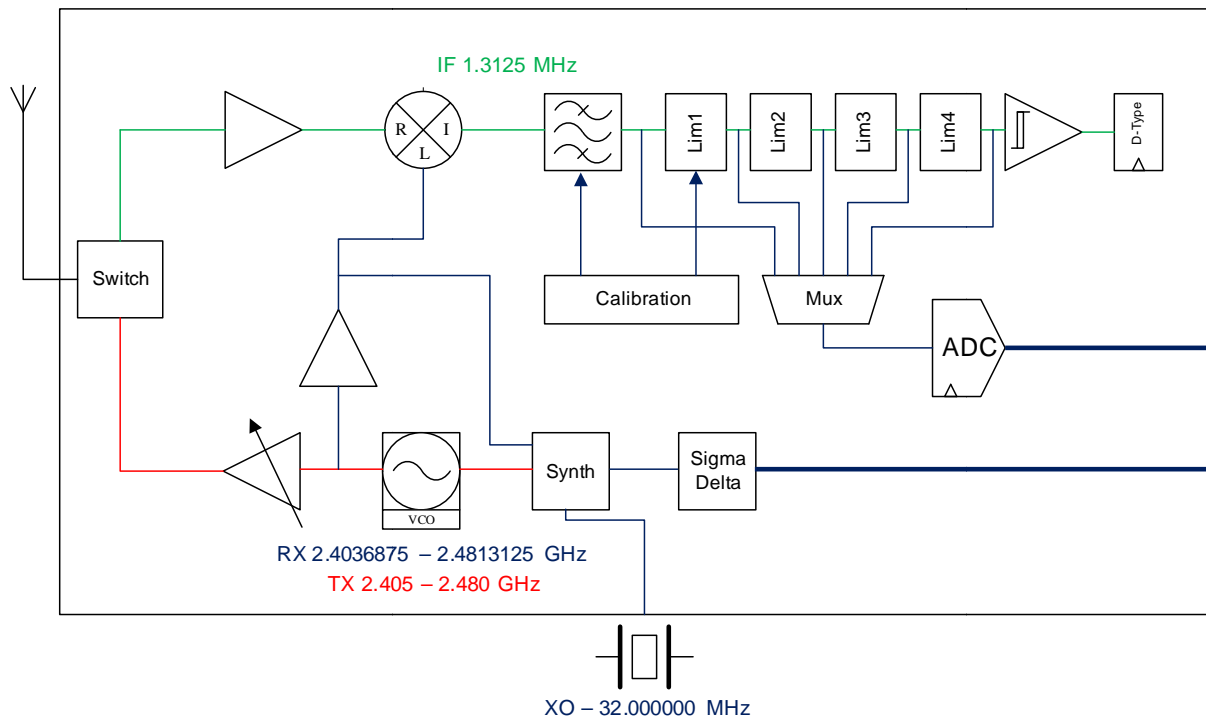 IF 1.3125 MHz
R
I
L
Lim1
Lim2
Lim3
Lim4
D-Type
Switch
Calibration
Mux
ADC
Synth
Sigma
Delta
VCO
RX 2.4036875 – 2.4813125 GHz
TX 2.405 – 2.480 GHz
XO – 32.000000 MHz